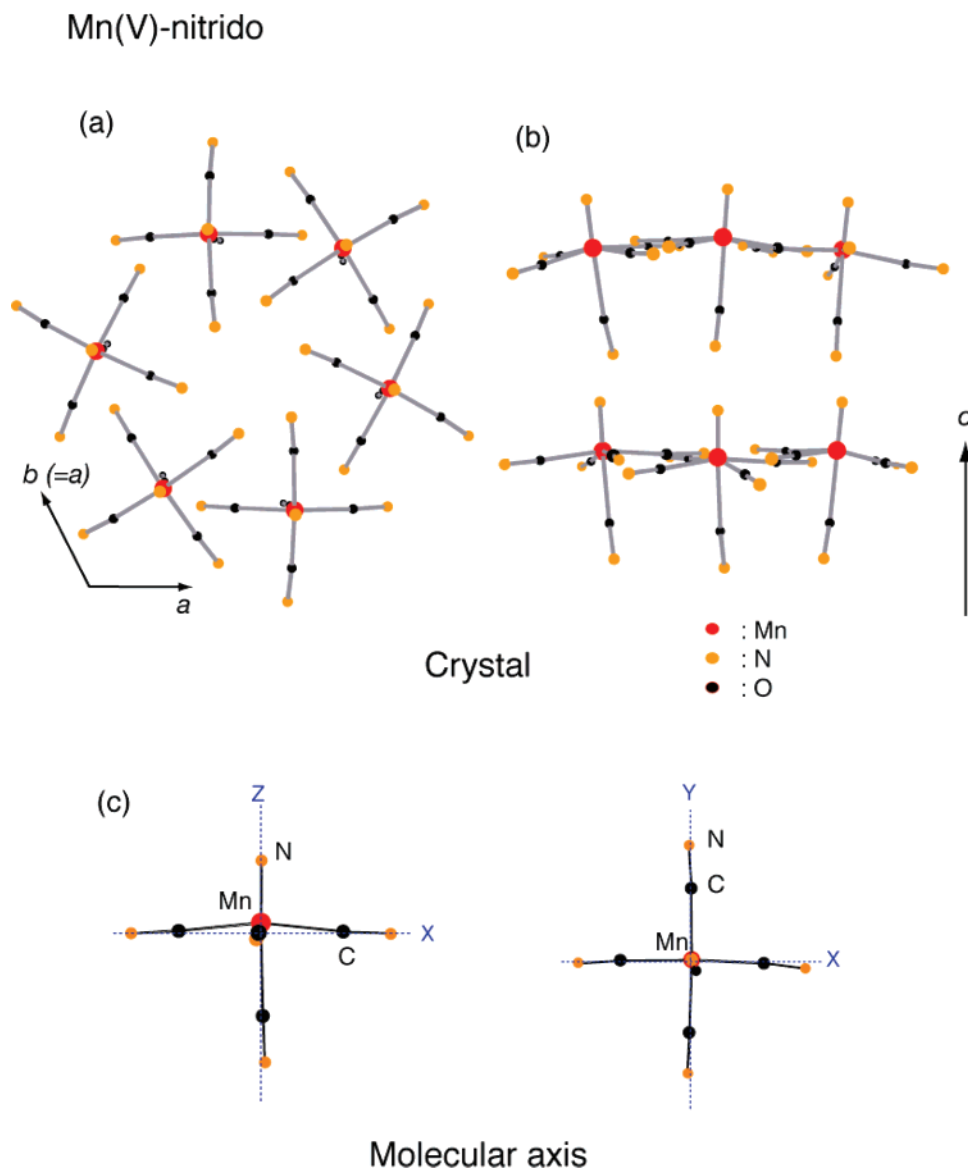 Mn(V)-nitrido
(a)
(b)
b (=a)
a
c
: Mn
: N
: O
Crystal
(c)
Z
N
Mn
X
C
Y
N
C
Mn
X
Molecular axis